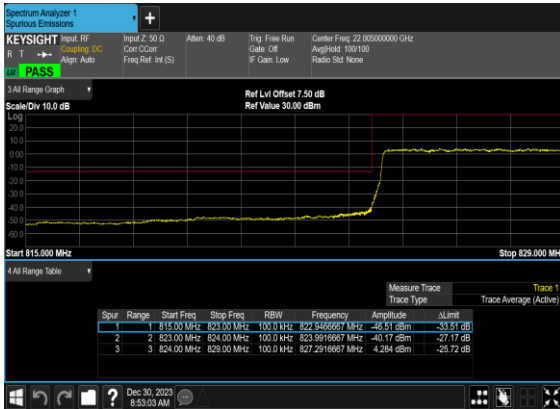 Spectrum Analyzer 1
Spurious Emissions
KEYSIGHT Input: RF Input Z: 50 Ω Atten: 40 dB Trig: Free Run Center Freq: 22.005000000 GHz
R T Coupling: DC Corr CCorr Gate: Off Avg|Hold: 100/100
Align: Auto Freq Ref: Int (S) IF Gain: Low Radio Std: None
PASS
3 All Range Graph
Ref Lvl Offset 7.50 dB
Scale/Div 10.0 dB Ref Value 30.00 dBm
Log
20.0
10.0
0.00
-10.0
-20.0
-30.0
-40.0
-50.0
-60.0
Start 815.000 MHz Stop 829.000 MH
4 All Range Table
Measure Trace Trace 1
Trace Type Trace Average (Active)
Spur Range Start Freq Stop Freq RBW Frequency Amplitude ΔLimit
1 1 815.00 MHz 823.00 MHz 100.0 kHz 822.9466667 MHz -46.51 dBm -33.51 dB
2 2 823.00 MHz 824.00 MHz 100.0 kHz 823.9916667 MHz -40.17 dBm -27.17 dB
3 3 824.00 MHz 829.00 MHz 100.0 kHz 827.2916667 MHz 4.284 dBm -25.72 dB
Dec 30, 2023
8:53:03 AM